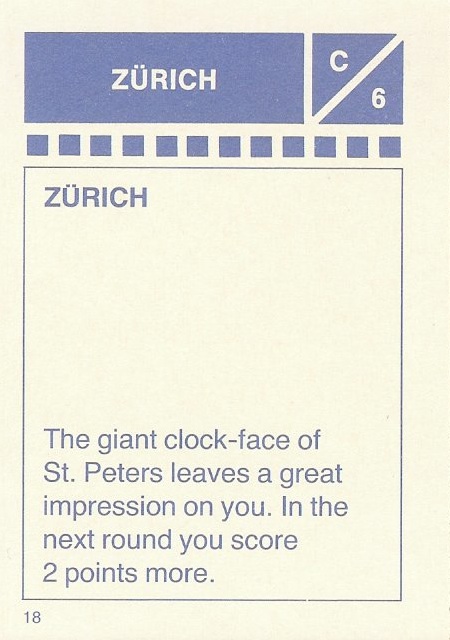 ZÜRICH
C
6
ZÜRICH
The giant clock-face of
St. Peters leaves a great
impression on you. In the
next round you score
2 points more.
18